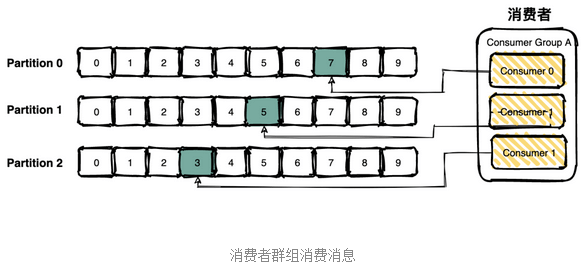 消费者
Consumer Group A
Partition 0
0 1 2 3 4 5 6 7 8 9
Consumer 0
Partition 1
0 1 2 3 4 5 6 7 8 9
Consumer 1
Partition 2
0 1 2 3 4 5 6 7 8 9
Consumer 1
消费者群组消费消息